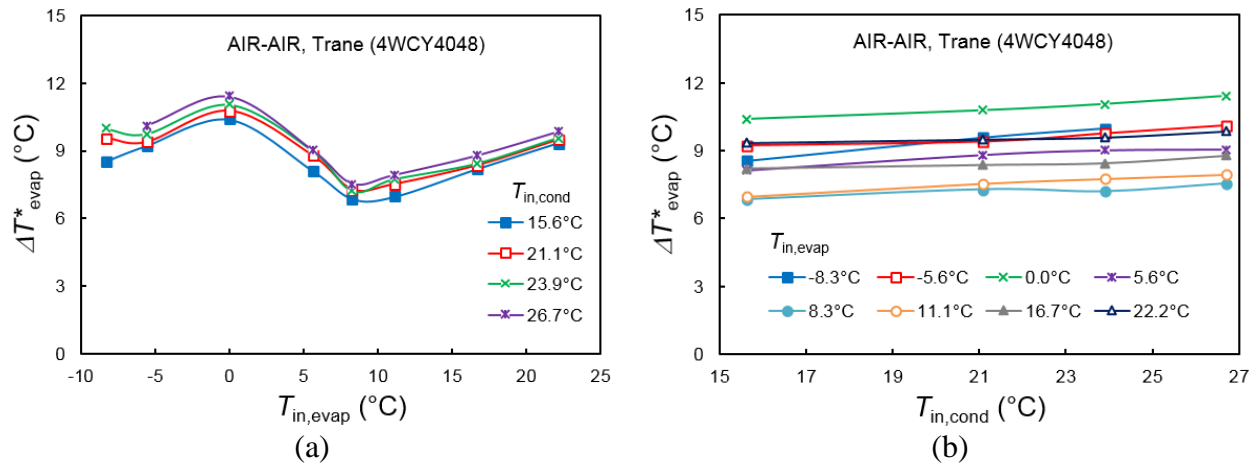 AIR-AIR, Trane (4WCY4048)
15
12
9
6
3
0
ΔT*evap (°C)
Tin,cond
15.6°C
21.1°C
23.9°C
26.7°C
-10 -5 0 5 10 15 20 25
Tin,evap (°C)
(a)
AIR-AIR, Trane (4WCY4048)
15
12
9
6
3
0
ΔT*evap (°C)
Tin,evap
-8.3°C -5.6°C 0.0°C 5.6°C
8.3°C 11.1°C 16.7°C 22.2°C
15 17 19 21 23 25 27
Tin,cond (°C)
(b)